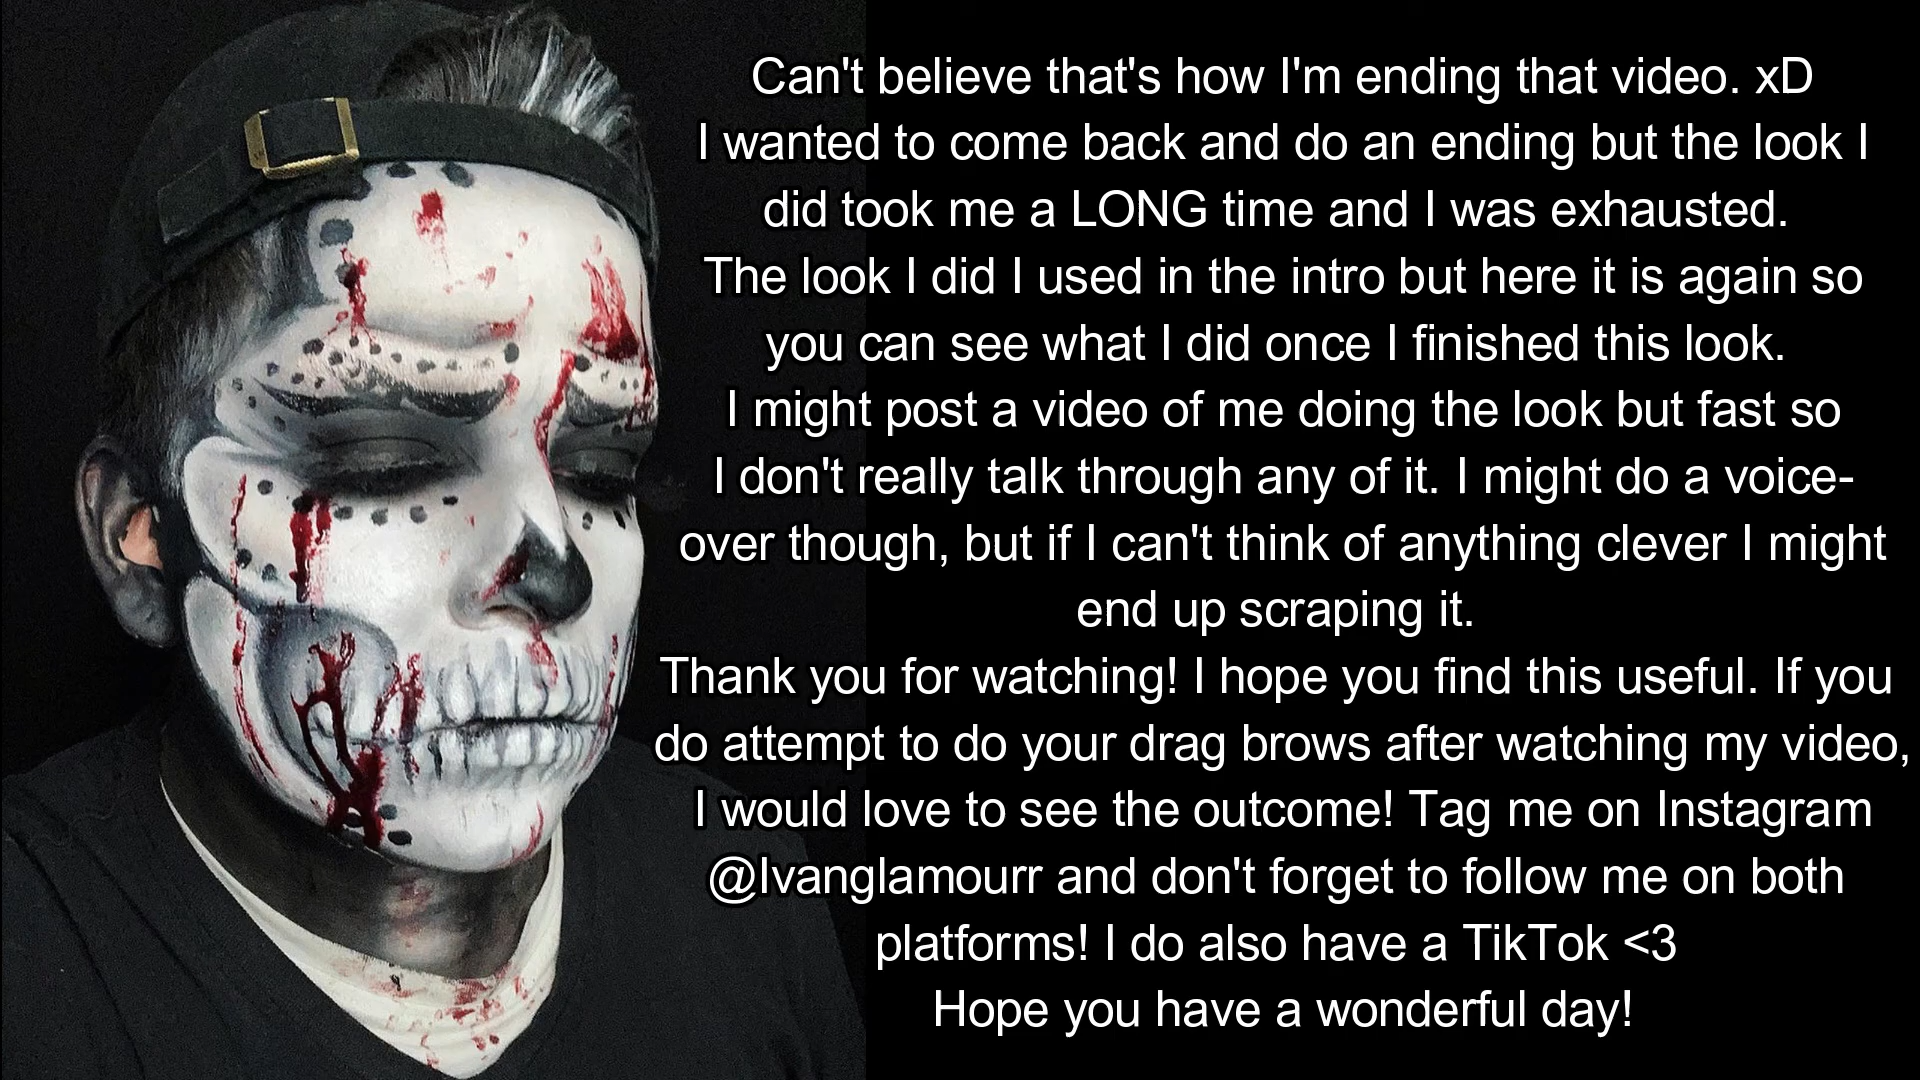 Can't believe that's how I'm ending that video. xD
I wanted to come back and do an ending but the look I
did took me a LONG time and I was exhausted.
The look I did I used in the intro but here it is again so
you can see what I did once I finished this look.
I might post a video of me doing the look but fast so
I don't really talk through any of it. I might do a voice-
over though, but if I can't think of anything clever I might
end up scraping it.
Thank you for watching! I hope you find this useful. If you
do attempt to do your drag brows after watching my video,
I would love to see the outcome! Tag me on Instagram
@Ivanglamourr and don't forget to follow me on both
platforms! I do also have a TikTok <3
Hope you have a wonderful day!